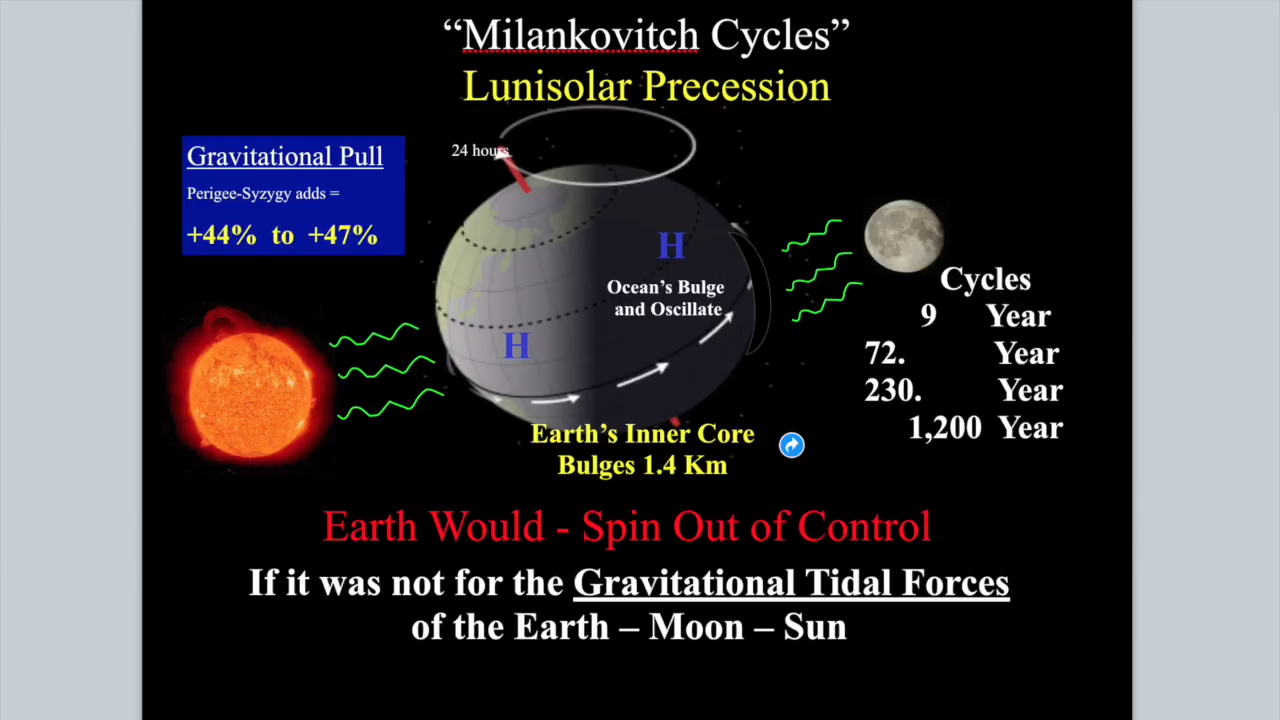 “Milankovitch Cycles”
Lunisolar Precession
24 hours
Gravitational Pull
Perigee-Syzygy adds =
+44% to +47%
H
Ocean’s Bulge
and Oscillate
H
Cycles
9 Year
72. Year
230. Year
1,200 Year
Earth’s Inner Core
Bulges 1.4 Km
Earth Would - Spin Out of Control
If it was not for the Gravitational Tidal Forces
of the Earth – Moon – Sun